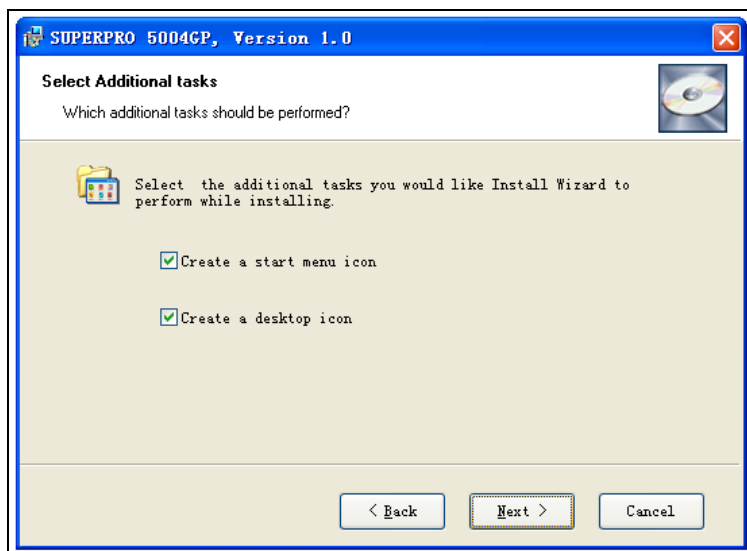 SUPERPRO 5004GP, Version 1.0
Select Additional tasks
Which additional tasks should be performed?
Select  the additional tasks you would like Install Wizard to
perform while installing.
Create a start menu icon
Create a desktop icon
< Back
Next >
Cancel